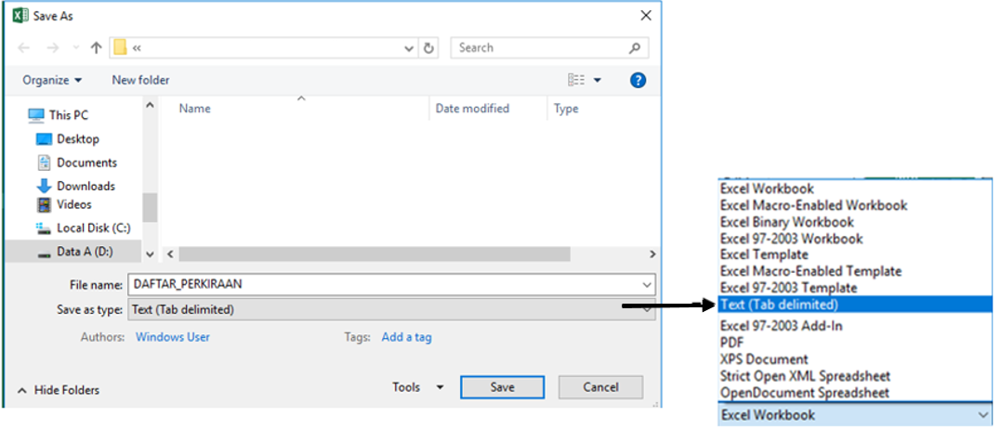 Save As
«
Search
Organize
New folder
Name
Date modified
Type
This PC
Desktop
Documents
Downloads
Videos
Local Disk (C:)
Data A (D:)
File name: DAFTAR_PERKIRAAN
Save as type: Text (Tab delimited)
Authors: Windows User
Tags: Add a tag
Hide Folders
Tools
Save
Cancel
Excel Workbook
Excel Macro-Enabled Workbook
Excel Binary Workbook
Excel 97-2003 Workbook
Excel Template
Excel Macro-Enabled Template
Excel 97-2003 Template
Text (Tab delimited)
Excel 97-2003 Add-In
PDF
XPS Document
Strict Open XML Spreadsheet
OpenDocument Spreadsheet
Excel Workbook